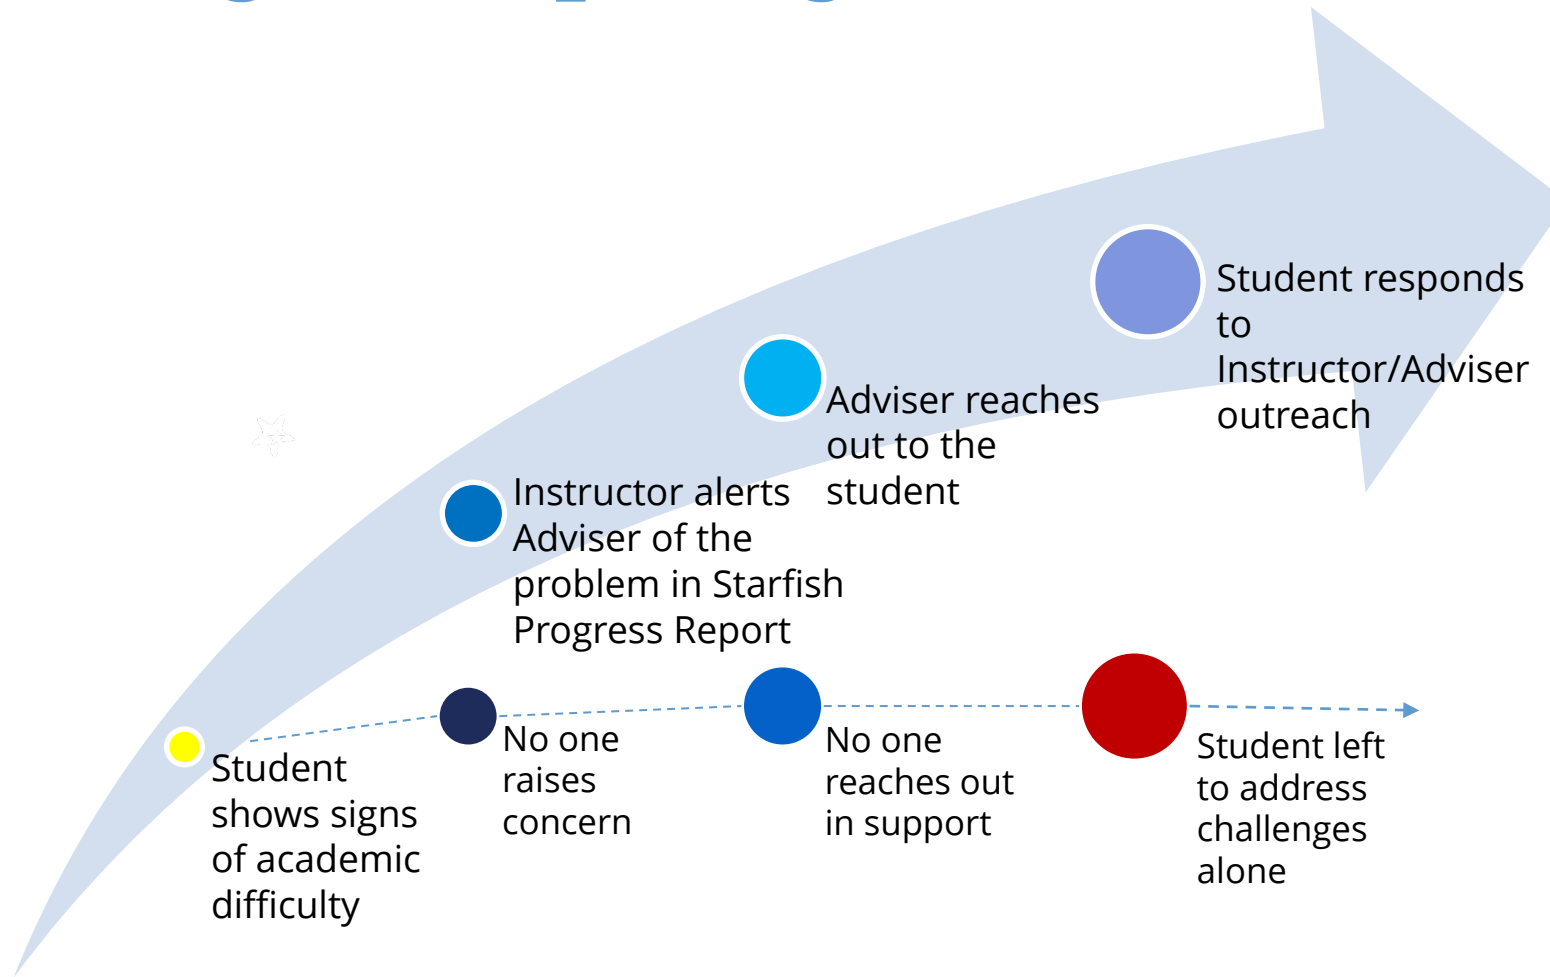 Student responds
to
Instructor/Adviser
outreach
Adviser reaches
out to the
student
Instructor alerts
Adviser of the
problem in Starfish
Progress Report
Student
shows signs
of academic
difficulty
No one
raises
concern
No one
reaches out
in support
Student left
to address
challenges
alone